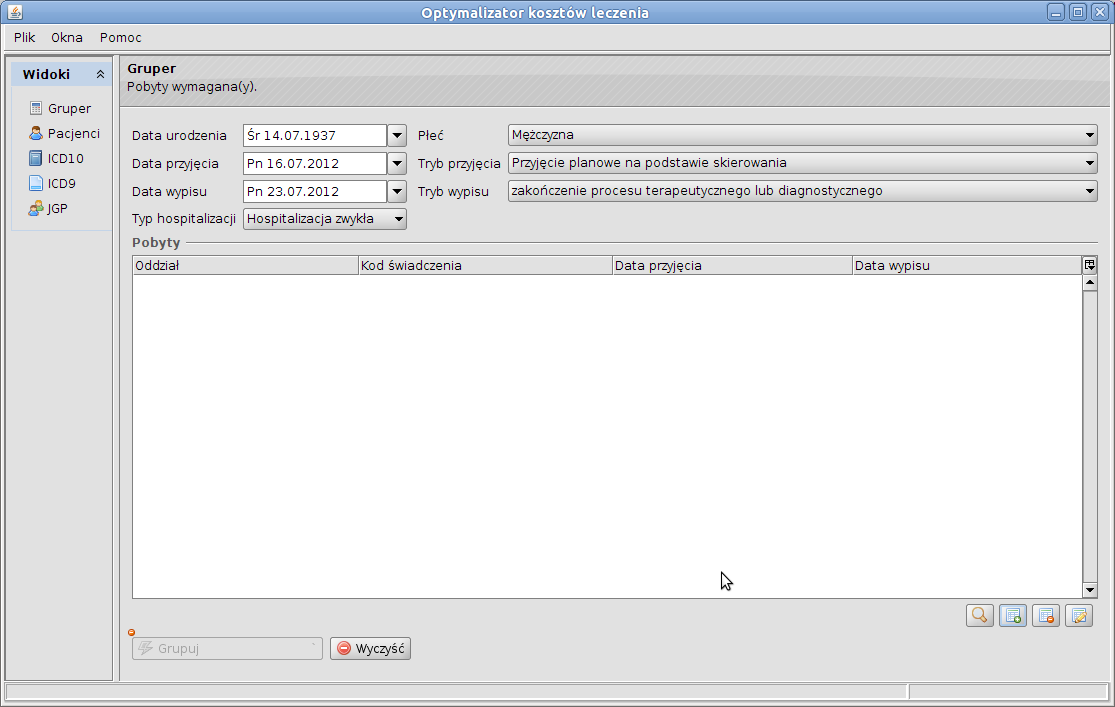 Optymalizator kosztów leczenia
Plik Okna Pomoc
Widoki
Gruper
Pacjenci
ICD10
ICD9
JGP
Gruper
Pobyty wymagana(y).
Data urodzenia Śr 14.07.1937 Płeć Mężczyzna
Data przyjęcia Pn 16.07.2012 Tryb przyjęcia Przyjęcie planowe na podstawie skierowania
Data wypisu Pn 23.07.2012 Tryb wypisu zakończenie procesu terapeutycznego lub diagnostycznego
Typ hospitalizacji Hospitalizacja zwykła
Pobyty
Oddział Kod świadczenia Data przyjęcia Data wypisu
Grupuj Wyczyść